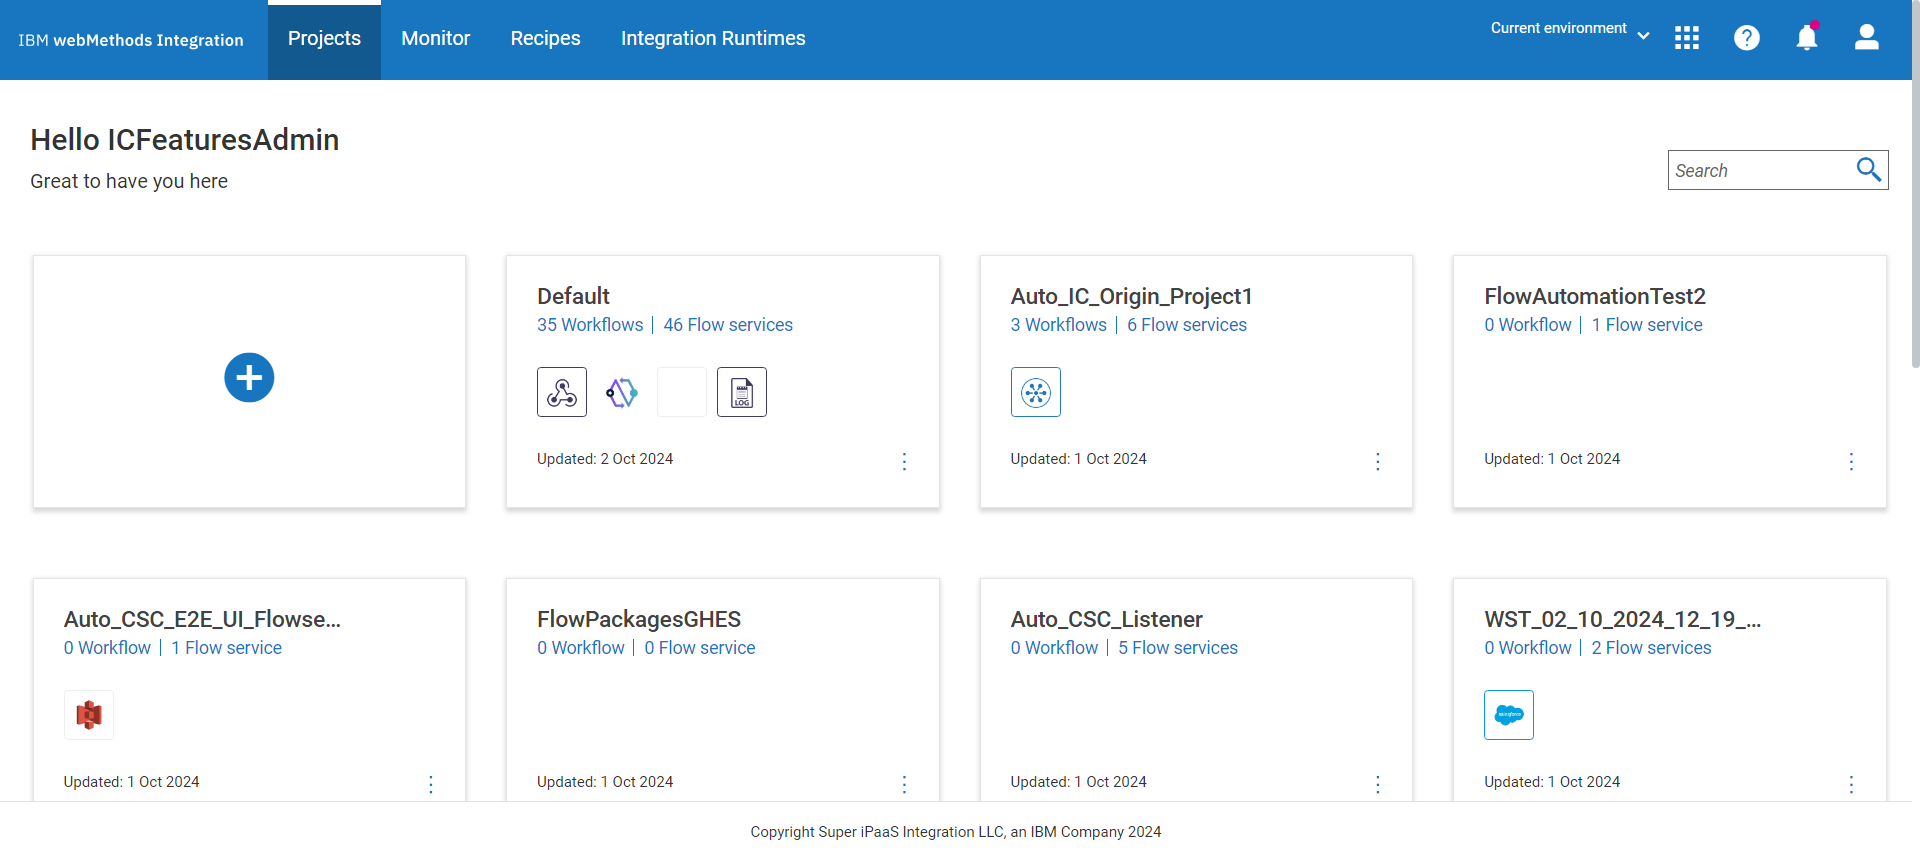 IBM webMethods Integration
Projects
Monitor
Recipes
Integration Runtimes
Current environment
Hello ICFeaturesAdmin
Great to have you here
Search
Default
35 Workflows | 46 Flow services
LOG
Updated: 2 Oct 2024
Auto_IC_Origin_Project1
3 Workflows | 6 Flow services
Updated: 1 Oct 2024
FlowAutomationTest2
0 Workflow | 1 Flow service
Updated: 1 Oct 2024
Auto_CSC_E2E_UI_Flowse...
0 Workflow | 1 Flow service
Updated: 1 Oct 2024
FlowPackagesGHES
0 Workflow | 0 Flow service
Updated: 1 Oct 2024
Auto_CSC_Listener
0 Workflow | 5 Flow services
Updated: 1 Oct 2024
WST_02_10_2024_12_19_...
0 Workflow | 2 Flow services
salesforce
Updated: 1 Oct 2024
Copyright Super iPaaS Integration LLC, an IBM Company 2024